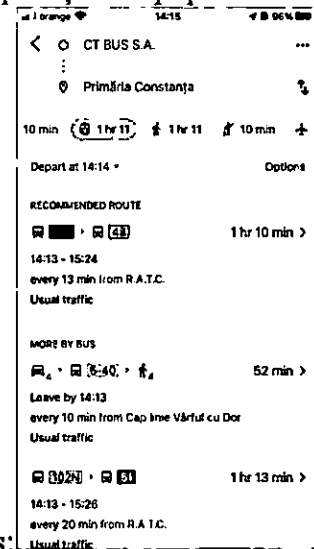 orange 14:15 96%
CT BUS S.A.
Primăria Constanța
10 min 1 hr 11 1 hr 11 10 min
Depart at 14:14 Options
RECOMMENDED ROUTE
43 1 hr 10 min >
14:13 - 15:24
every 13 min from R.A.T.C.
Usual traffic
MORE BY BUS
4 5-40 4 52 min >
Leave by 14:13
every 10 min from Cap line Vârful cu Dor
Usual traffic
102N 51 1 hr 13 min >
14:13 - 15:26
every 20 min from R.A.T.C.
Usual traffic